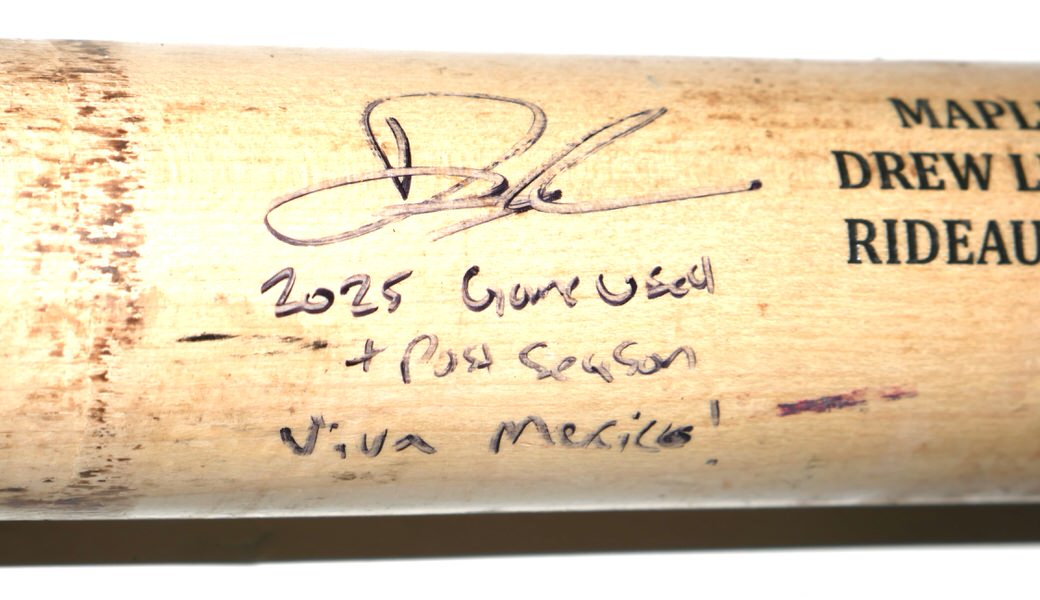 2025 Game Used
+ Post Season
Viva Mexico!
MAPL
DREW L
RIDEAU